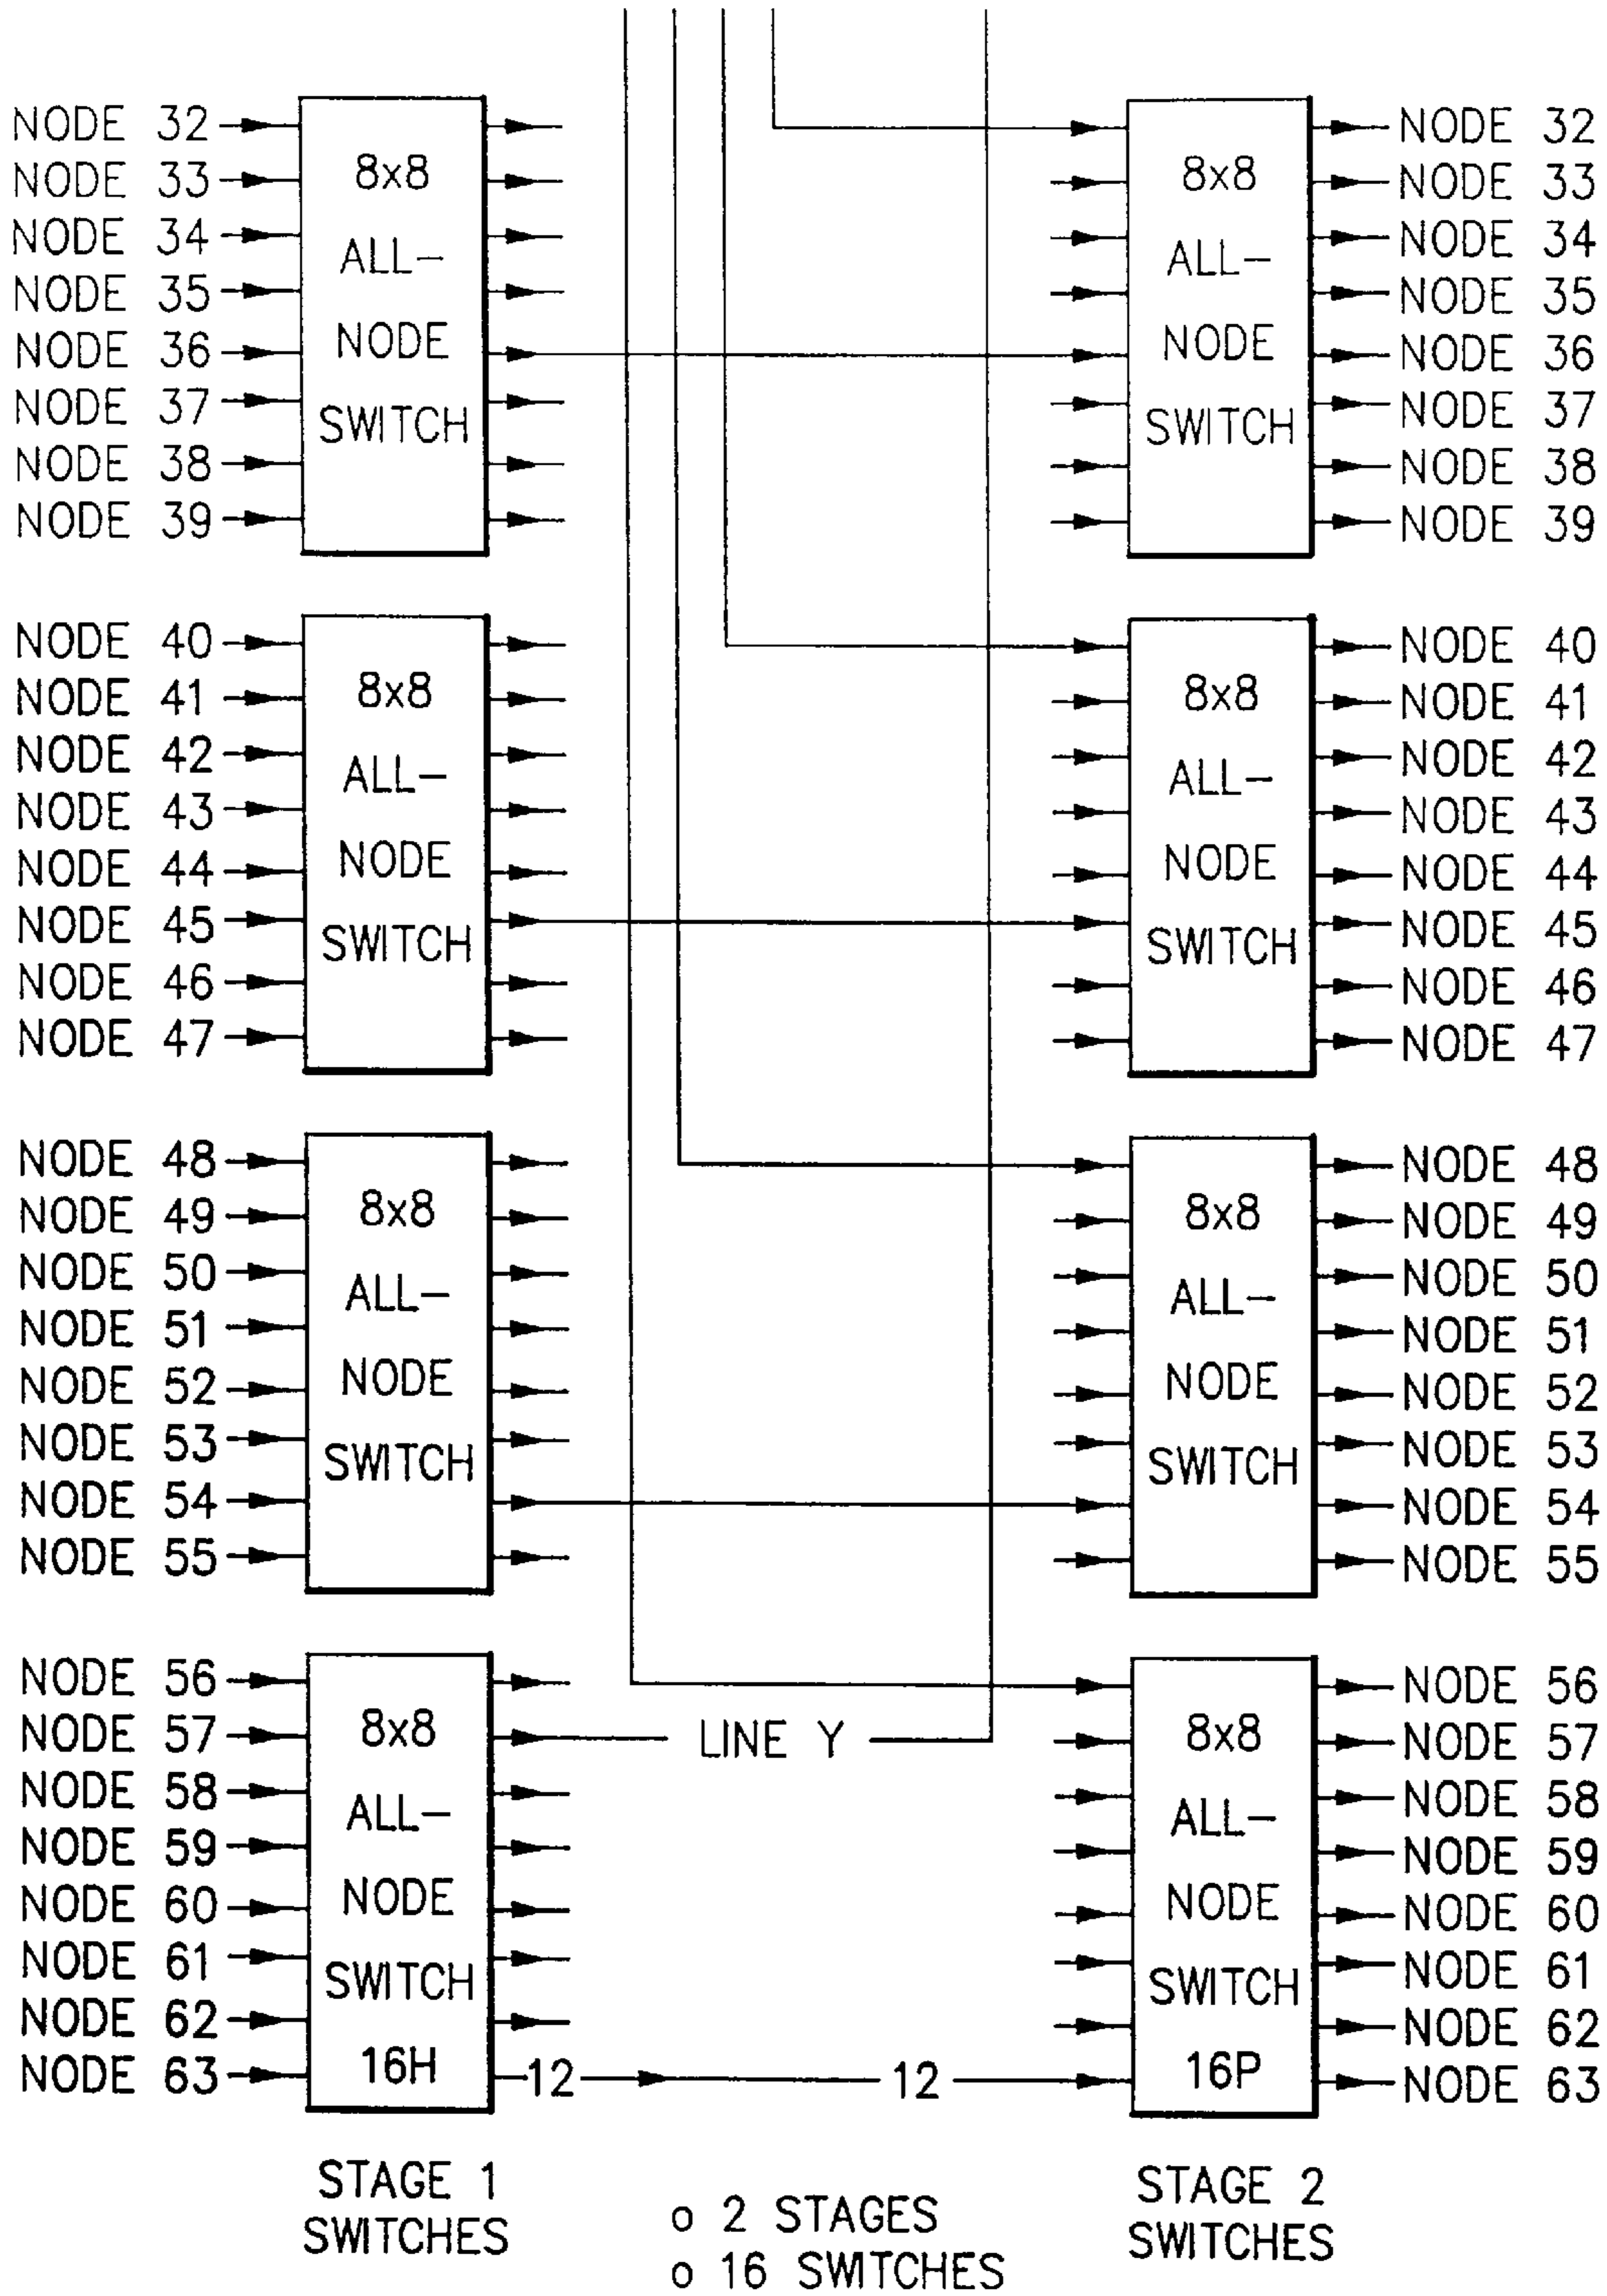 NODE 32
NODE 33
NODE 34
NODE 35
NODE 36
NODE 37
NODE 38
NODE 39
8x8
ALL-
NODE
SWITCH
8x8
ALL-
NODE
SWITCH
NODE 32
NODE 33
NODE 34
NODE 35
NODE 36
NODE 37
NODE 38
NODE 39
NODE 40
NODE 41
NODE 42
NODE 43
NODE 44
NODE 45
NODE 46
NODE 47
8x8
ALL-
NODE
SWITCH
8x8
ALL-
NODE
SWITCH
NODE 40
NODE 41
NODE 42
NODE 43
NODE 44
NODE 45
NODE 46
NODE 47
NODE 48
NODE 49
NODE 50
NODE 51
NODE 52
NODE 53
NODE 54
NODE 55
8x8
ALL-
NODE
SWITCH
8x8
ALL-
NODE
SWITCH
NODE 48
NODE 49
NODE 50
NODE 51
NODE 52
NODE 53
NODE 54
NODE 55
NODE 56
NODE 57
NODE 58
NODE 59
NODE 60
NODE 61
NODE 62
NODE 63
8x8
ALL-
NODE
SWITCH
16H
LINE Y
12
12
8x8
ALL-
NODE
SWITCH
16P
NODE 56
NODE 57
NODE 58
NODE 59
NODE 60
NODE 61
NODE 62
NODE 63
STAGE 1
SWITCHES
o 2 STAGES
o 16 SWITCHES
STAGE 2
SWITCHES